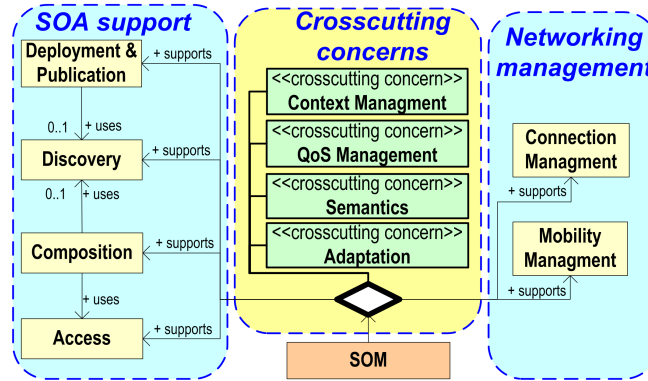 SOA support
Deployment &
Publication
+ supports
0..1
+ uses
Discovery
+ supports
0..1
+ uses
Composition
+ supports
+ uses
Access
+ supports
Crosscutting
concerns
<<crosscutting concern>>
Context Managment
<<crosscutting concern>>
QoS Management
<<crosscutting concern>>
Semantics
<<crosscutting concern>>
Adaptation
SOM
Networking
management
Connection
Managment
+ supports
Mobility
Managment
+ supports